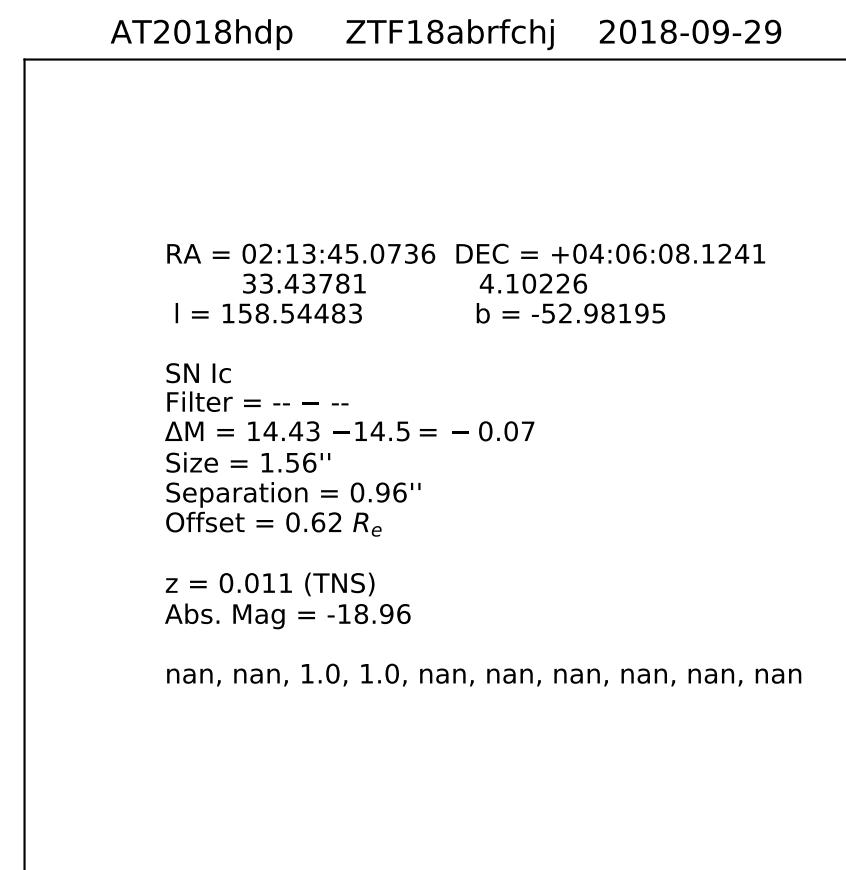 AT2018hdp ZTF18abrfchj 2018-09-29
RA = 02:13:45.0736 DEC = +04:06:08.1241
33.43781 4.10226
l = 158.54483 b = -52.98195
SN Ic
Filter = -- − --
ΔM = 14.43 −14.5 = − 0.07
Size = 1.56''
Separation = 0.96''
Offset = 0.62 Rₑ
z = 0.011 (TNS)
Abs. Mag = -18.96
nan, nan, 1.0, 1.0, nan, nan, nan, nan, nan, nan